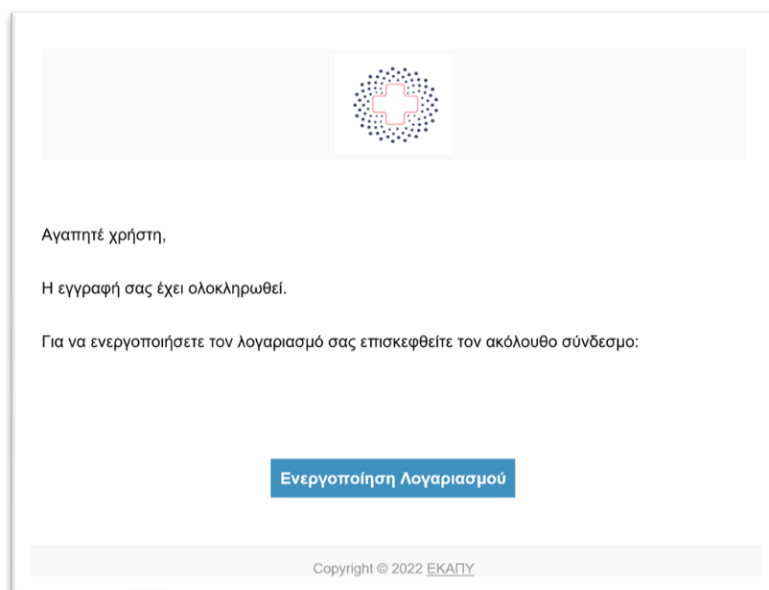 Αγαπητέ χρήστη,
Η εγγραφή σας έχει ολοκληρωθεί.
Για να ενεργοποιήσετε τον λογαριασμό σας επισκεφθείτε τον ακόλουθο σύνδεσμο:
Ενεργοποίηση Λογαριασμού
Copyright © 2022 ΕΚΑΠΥ